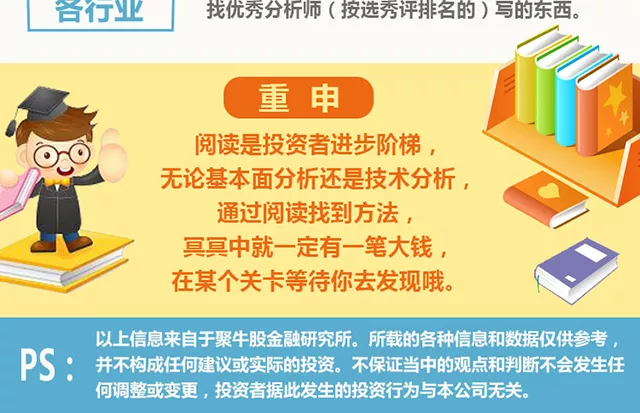 各行业
找优秀分析师（按选秀评排名的）写的东西。
重申
阅读是投资者进步阶梯，
无论基本面分析还是技术分析，
通过阅读找到方法，
冥冥中就一定有一笔大钱，
在某个关卡等待你去发现哦。
PS：
以上信息来自于聚牛股金融研究所。所载的各种信息和数据仅供参考，
并不构成任何建议或实际的投资。不保证当中的观点和判断不会发生任
何调整或变更，投资者据此发生的投资行为与本公司无关。